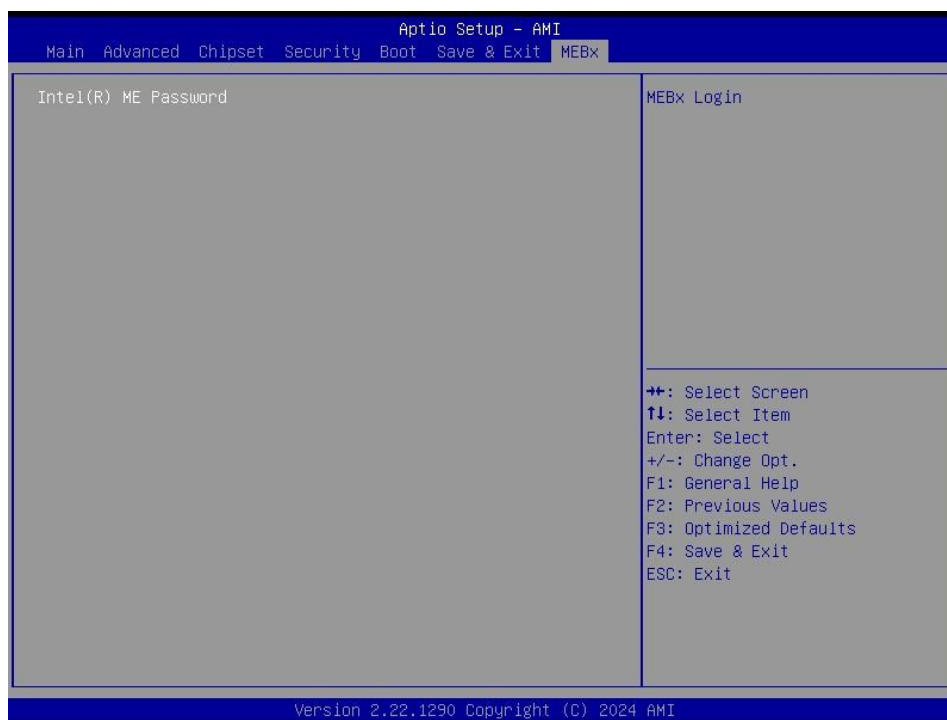 Aptio Setup – AMI
Main Advanced Chipset Security Boot Save & Exit MEBx
Intel(R) ME Password
MEBx Login
→←: Select Screen
↑↓: Select Item
Enter: Select
+/-: Change Opt.
F1: General Help
F2: Previous Values
F3: Optimized Defaults
F4: Save & Exit
ESC: Exit
Version 2.22.1290 Copyright (C) 2024 AMI